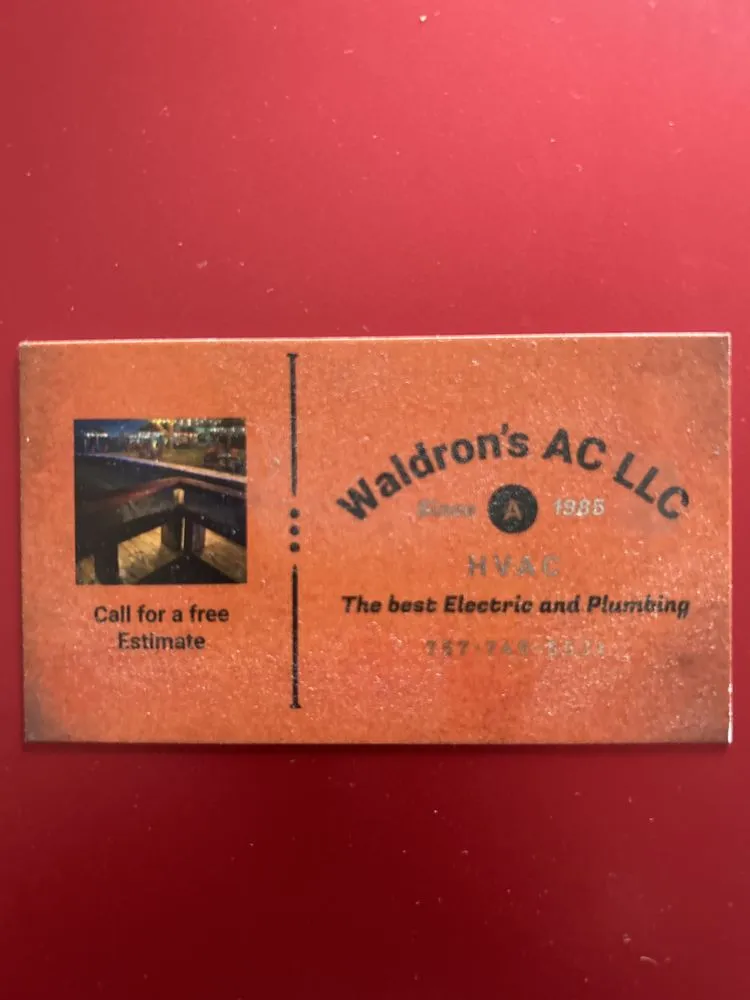 Waldron's AC LLC
Since A 1985
HVAC
The best Electric and Plumbing
Call for a free
Estimate